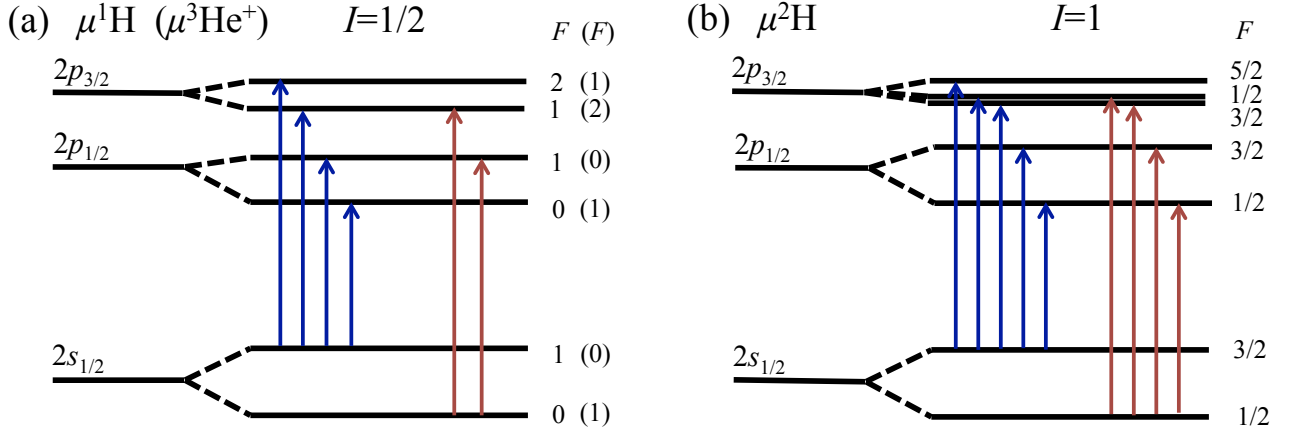 (a) μ¹H (μ³He⁺) I=1/2 F (F)
2p₃/₂ 2 (1)
1 (2)
2p₁/₂ 1 (0)
0 (1)
2s₁/₂ 1 (0)
0 (1)
(b) μ²H I=1 F
2p₃/₂ 5/2
1/2
3/2
2p₁/₂ 3/2
1/2
2s₁/₂ 3/2
1/2